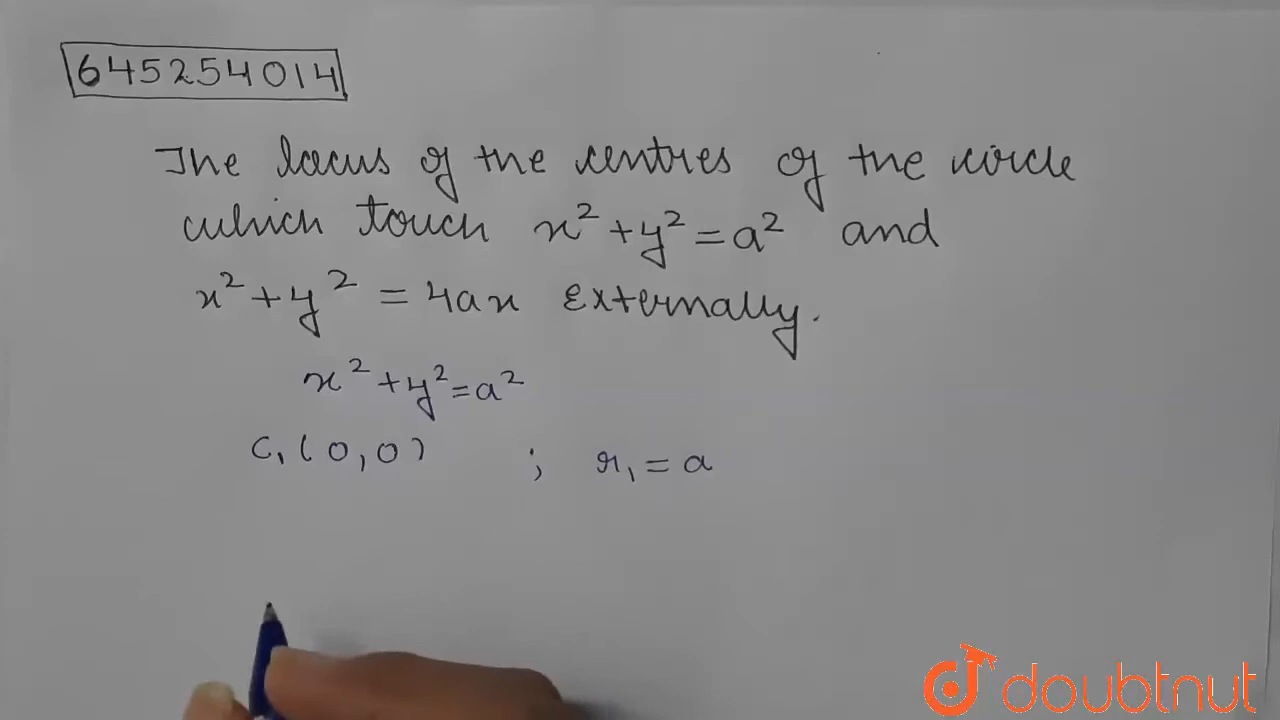 645254014
The locus of the centres of the circle
which touch x²+y²=a² and
x²+y²=4ax Externally.
x²+y²=a²
C₁(0,0) ; r₁=a
doubtnut